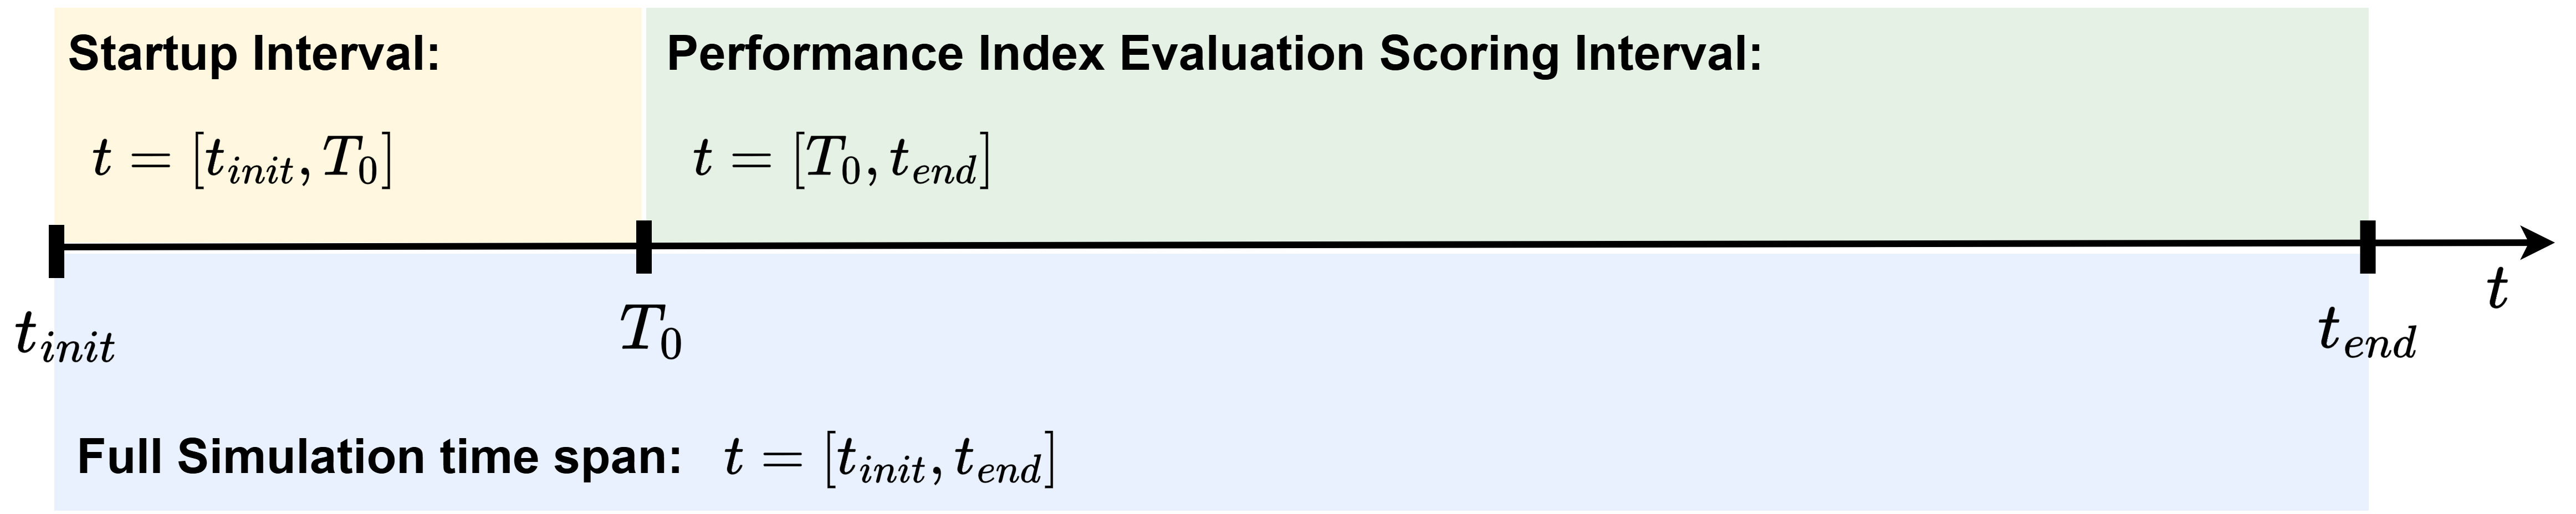 Startup Interval:
Performance Index Evaluation Scoring Interval:
t = [t_{init}, T_0]
t = [T_0, t_{end}]
t
t_{init}
T_0
t_{end}
Full Simulation time span: t = [t_{init}, t_{end}]